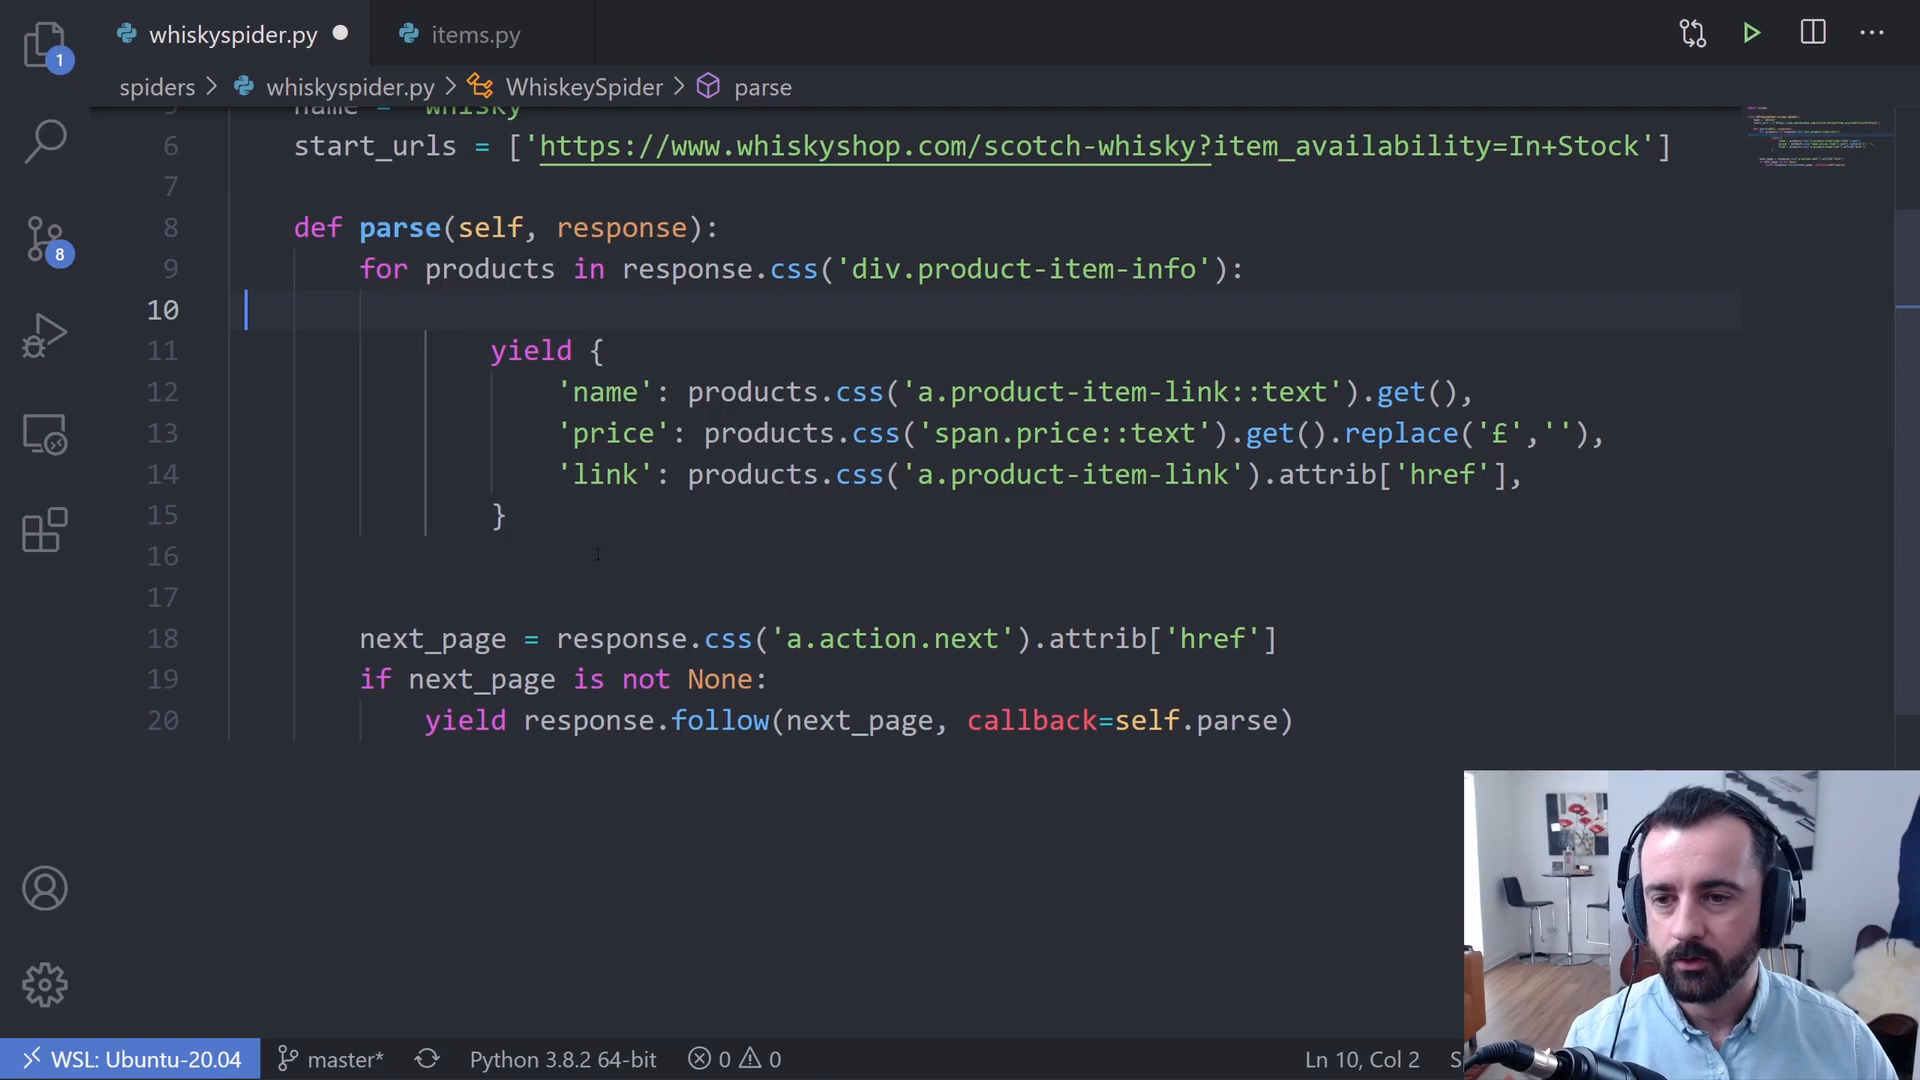 whiskyspider.py
items.py
1
spiders > whiskyspider.py > WhiskeySpider > parse
name = 'whisky'
6 start_urls = ['https://www.whiskyshop.com/scotch-whisky?item_availability=In+Stock']
7
8 def parse(self, response):
9 for products in response.css('div.product-item-info'):
8
10
11 yield {
12 'name': products.css('a.product-item-link::text').get(),
13 'price': products.css('span.price::text').get().replace('£',''),
14 'link': products.css('a.product-item-link').attrib['href'],
15 }
16
17
18 next_page = response.css('a.action.next').attrib['href']
19 if next_page is not None:
20 yield response.follow(next_page, callback=self.parse)
WSL: Ubuntu-20.04 master* Python 3.8.2 64-bit 0 0 Ln 10, Col 2